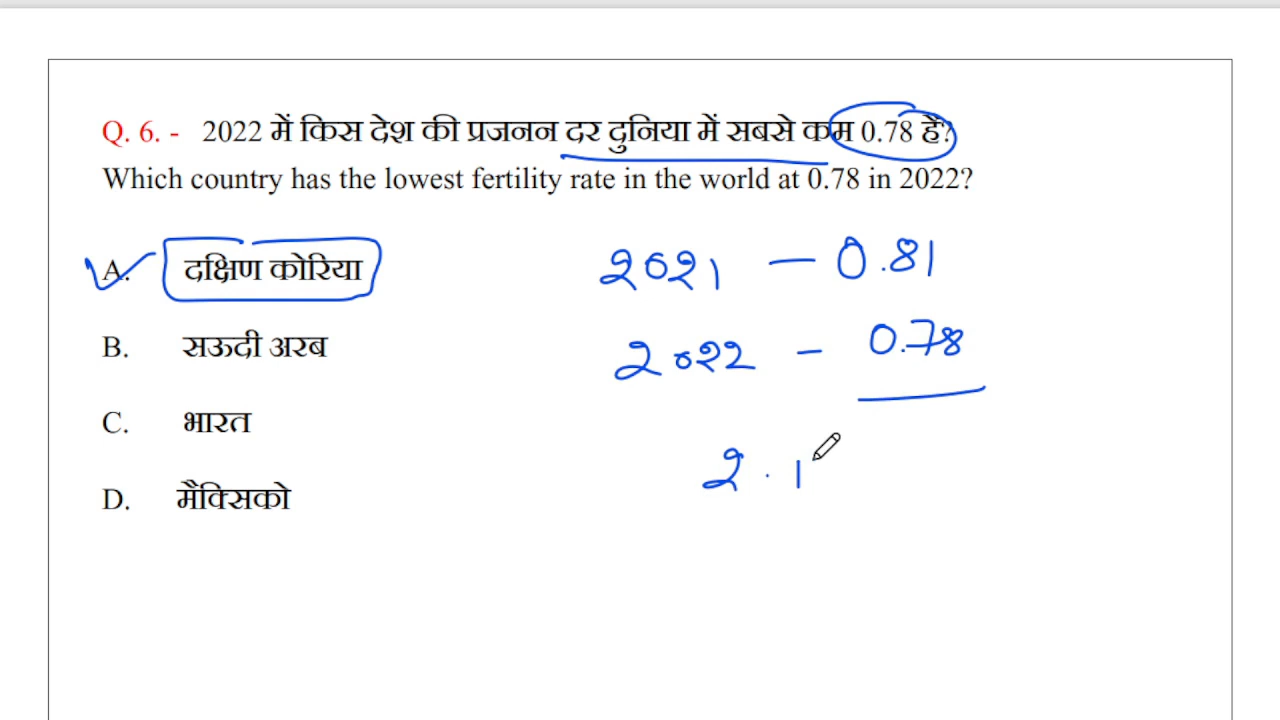 Q. 6. - 2022 में किस देश की प्रजनन दर दुनिया में सबसे कम 0.78 हैं?
Which country has the lowest fertility rate in the world at 0.78 in 2022?
A. दक्षिण कोरिया
2021 - 0.81
B. सऊदी अरब
2022 - 0.78
C. भारत
2.1
D. मैक्सिको